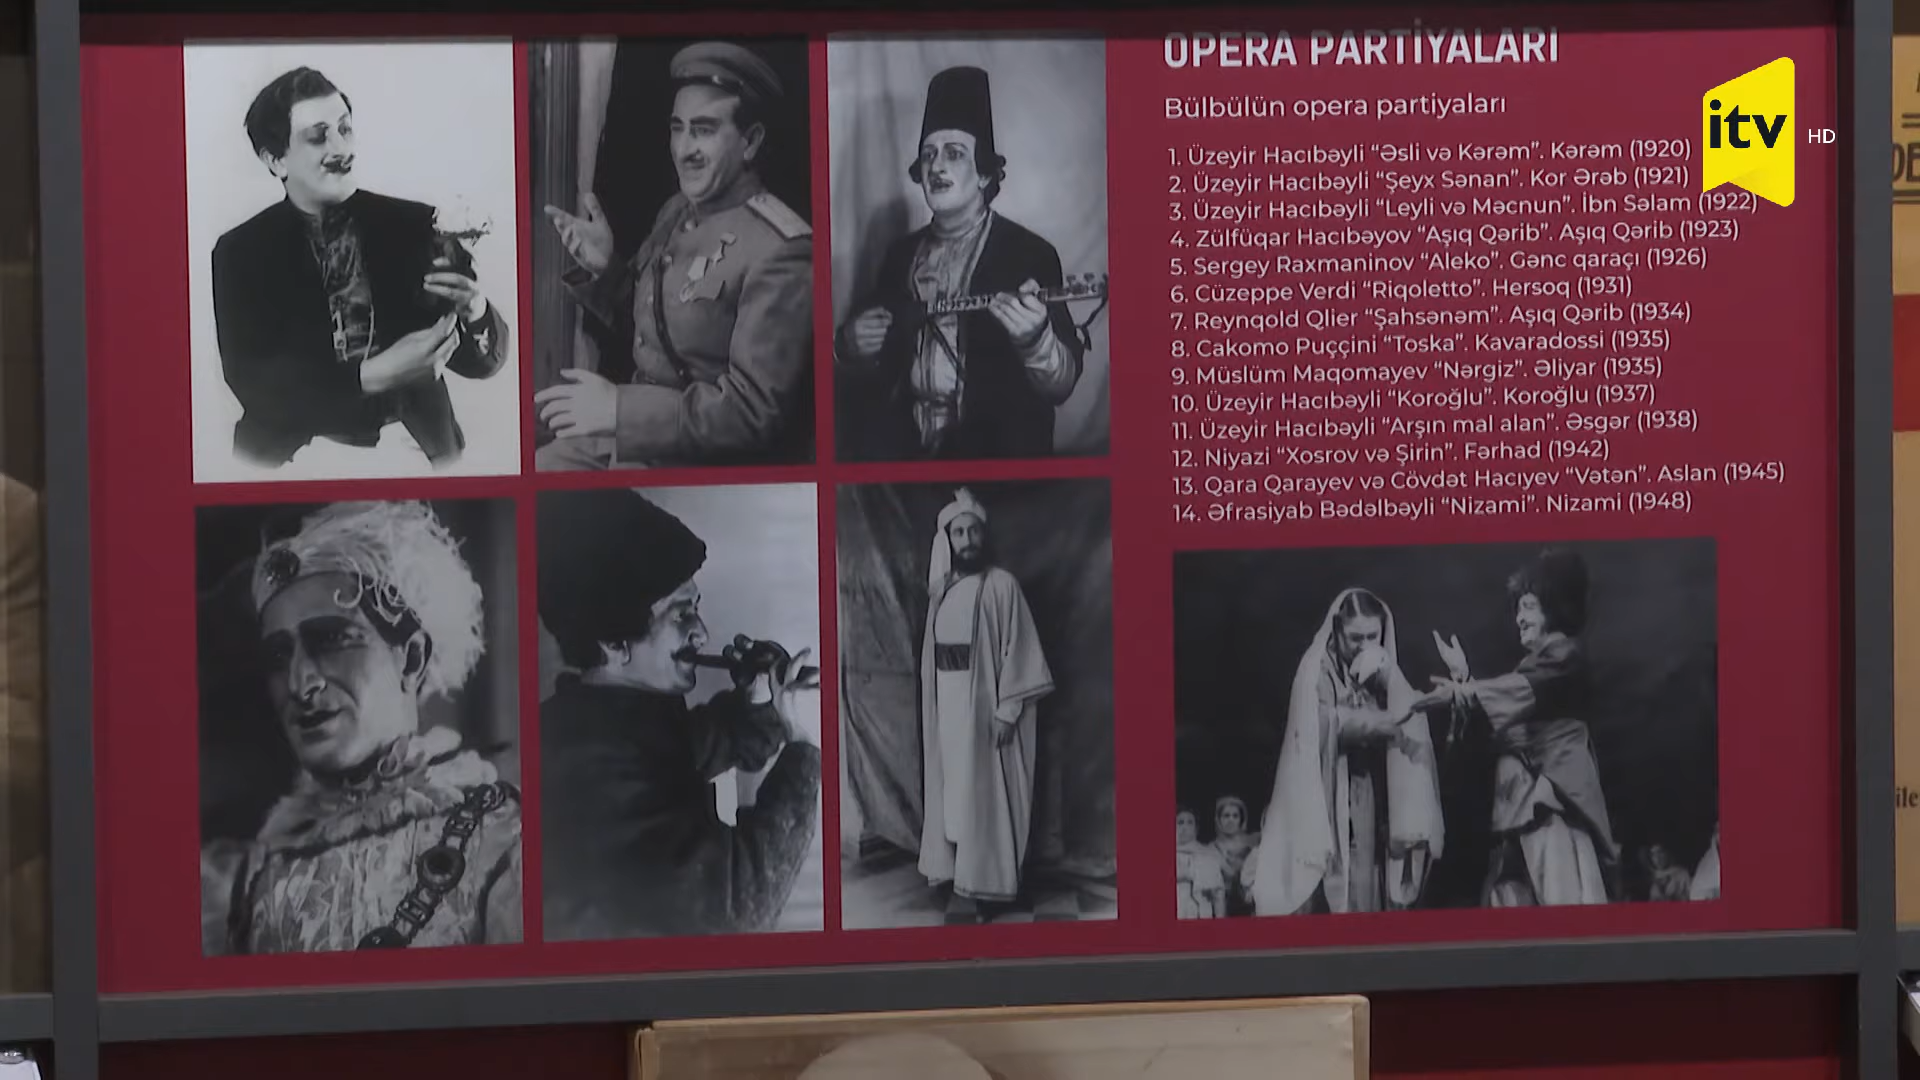 OPERA PARTİYALARI
Bülbülün opera partiyaları
1. Üzeyir Hacıbəyli “Əsli və Kərəm”. Kərəm (1920)
2. Üzeyir Hacıbəyli “Şeyx Sənan”. Kor Ərəb (1921)
3. Üzeyir Hacıbəyli “Leyli və Məcnun”. İbn Səlam (1922)
4. Zülfüqar Hacıbəyov “Aşıq Qərib”. Aşıq Qərib (1923)
5. Sergey Raxmaninov “Aleko”. Gənc qaraçı (1926)
6. Cüzeppe Verdi “Riqoletto”. Hersoq (1931)
7. Reynqold Qlier “Şahsənəm”. Aşıq Qərib (1934)
8. Cakomo Puççini “Toska”. Kavaradossi (1935)
9. Müslüm Maqomayev “Nərgiz”. Əliyar (1935)
10. Üzeyir Hacıbəyli “Koroğlu”. Koroğlu (1937)
11. Üzeyir Hacıbəyli “Arşın mal alan”. Əsgər (1938)
12. Niyazi “Xosrov və Şirin”. Fərhad (1942)
13. Qara Qarayev və Cövdət Hacıyev “Vətən”. Aslan (1945)
14. Əfrasiyab Bədəlbəyli “Nizami”. Nizami (1948)
itv HD